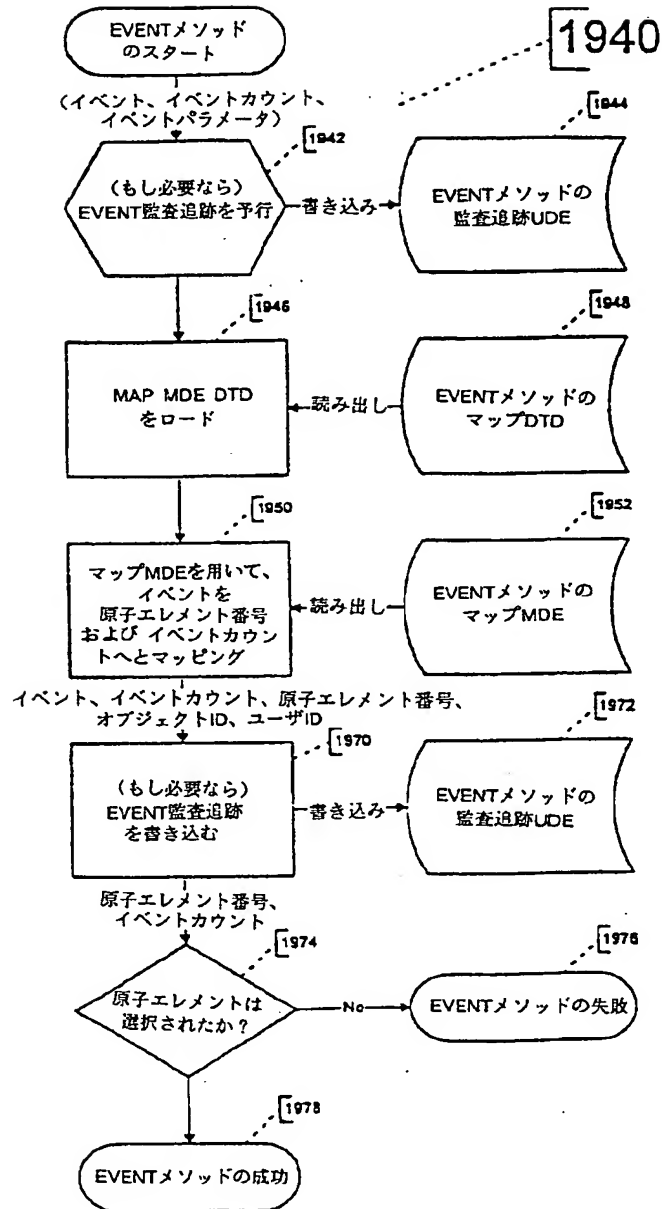 EVENTメソッド
のスタート
1940
(イベント、イベントカウント、
イベントパラメータ)
1942
1944
(もし必要なら)
EVENT監査追跡を予行
書き込み
EVENTメソッドの
監査追跡UDE
1946
1948
MAP MDE DTD
をロード
読み出し
EVENTメソッドの
マップDTD
1950
1952
マップMDEを用いて、
イベントを
原子エレメント番号
および イベントカウン
トへとマッピング
読み出し
EVENTメソッドの
マップMDE
イベント、イベントカウント、原子エレメント番号、
オブジェクトID、ユーザID
1970
1972
(もし必要なら)
EVENT監査追跡
を書き込む
書き込み
EVENTメソッドの
監査追跡UDE
原子エレメント番号、
イベントカウント
1974
1976
原子エレメントは
選択されたか?
No
EVENTメソッドの失敗
1978
EVENTメソッドの成功